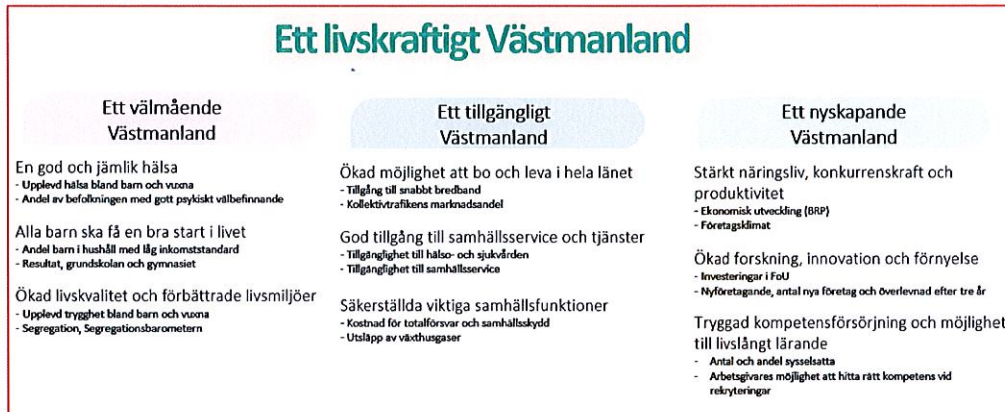 Ett livskraftigt Västmanland
Ett välmående
Västmanland
En god och jämlik hälsa
- Upplevd hälsa bland barn och vuxna
- Andel av befolkningen med gott psykiskt välbefinnande
Alla barn ska få en bra start i livet
- Andel barn i hushåll med låg inkomststandard
- Resultat, grundskolan och gymnasiet
Ökad livskvalitet och förbättrade livsmiljöer
- Upplevd trygghet bland barn och vuxna
- Segregation, Segregationsbarometern
Ett tillgängligt
Västmanland
Ökad möjlighet att bo och leva i hela länet
- Tillgång till snabbt bredband
- Kollektivtrafikens marknadsandel
God tillgång till samhällsservice och tjänster
- Tillgänglighet till hälso- och sjukvården
- Tillgänglighet till samhällsservice
Säkerställda viktiga samhällsfunktioner
- Kostnad för totalförsvar och samhällsskydd
- Utsläpp av växthusgaser
Ett nyskapande
Västmanland
Stärkt näringsliv, konkurrenskraft och
produktivitet
- Ekonomisk utveckling (BRP)
- Företagsklimat
Ökad forskning, innovation och förnyelse
- Investeringar i FoU
- Nyföretagande, antal nya företag och överlevnad efter tre år
Tryggad kompetensförsörjning och möjlighet
till livslångt lärande
- Antal och andel sysselsatta
- Arbetsgivares möjlighet att hitta rätt kompetens vid
rekryteringar